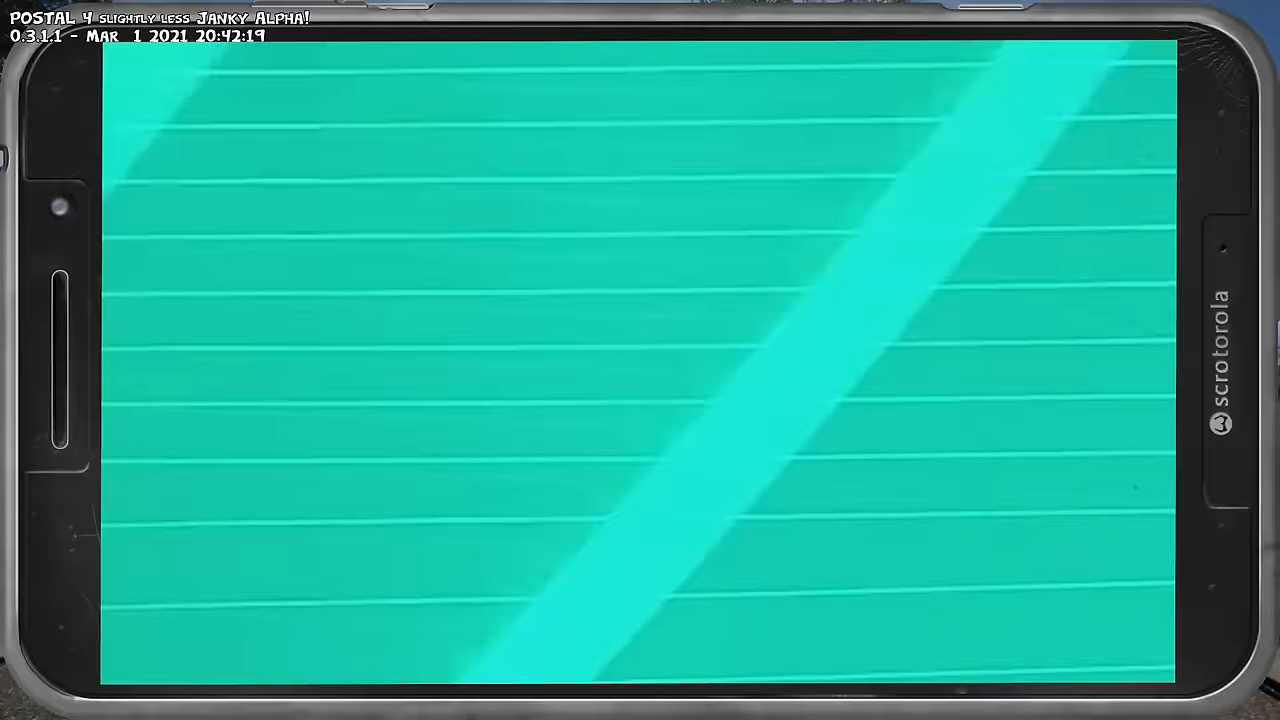 POSTAL 4 SLIGHTLY LESS JANKY ALPHA!
0.3.1.1 - MAR 1 2021 20:42:19
scrotorola